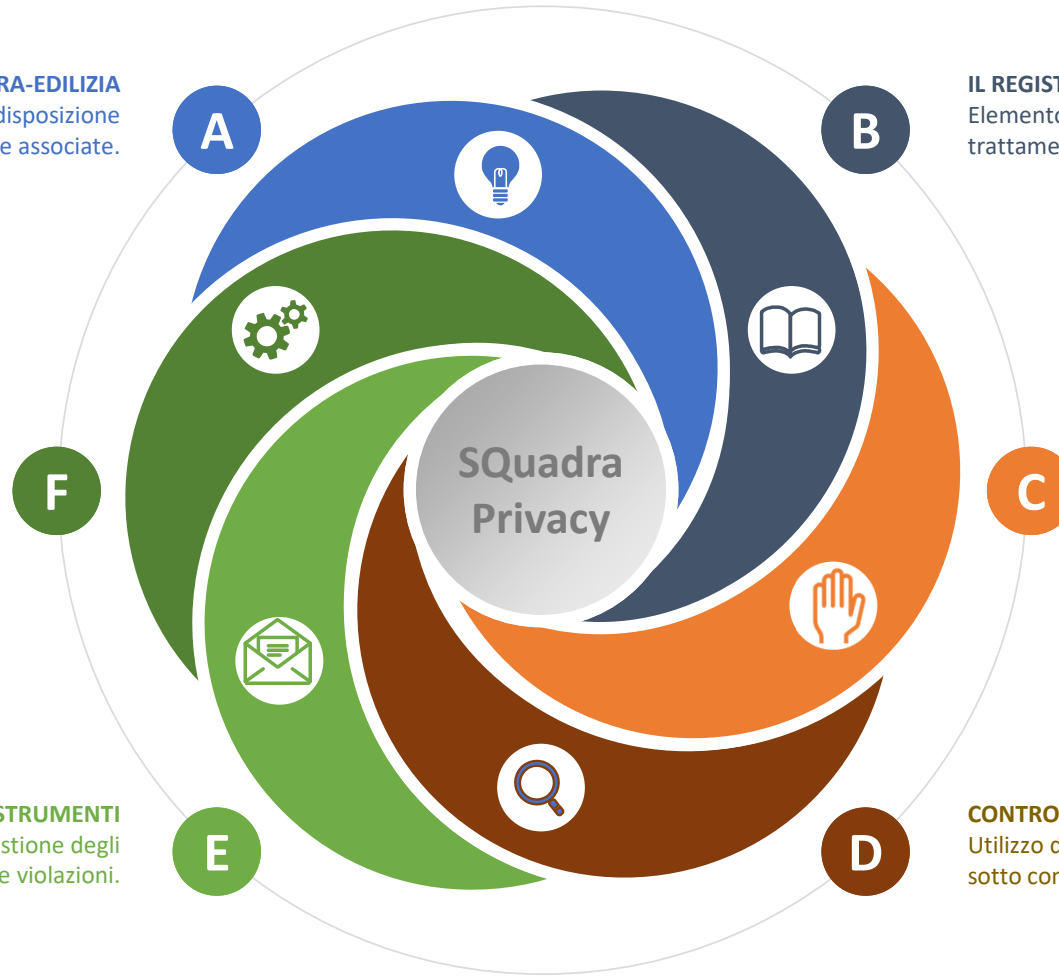 RA-EDILIZIA
disposizione
e associate.
A
B
IL REGIST
Elemento
trattame
SQuadra
Privacy
F
C
STRUMENTI
stione degli
e violazioni.
E
D
CONTRO
Utilizzo d
sotto con